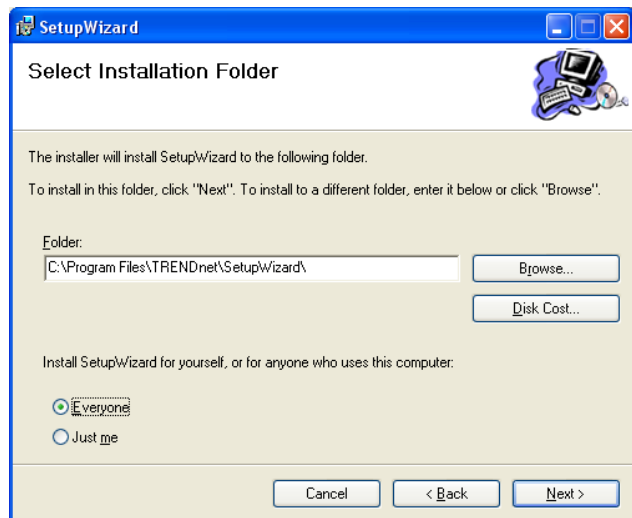 SetupWizard
Select Installation Folder
The installer will install SetupWizard to the following folder.
To install in this folder, click "Next". To install to a different folder, enter it below or click "Browse".
Folder:
C:\Program Files\TRENDnet\SetupWizard\
Browse...
Disk Cost...
Install SetupWizard for yourself, or for anyone who uses this computer:
Everyone
Just me
Cancel
< Back
Next >